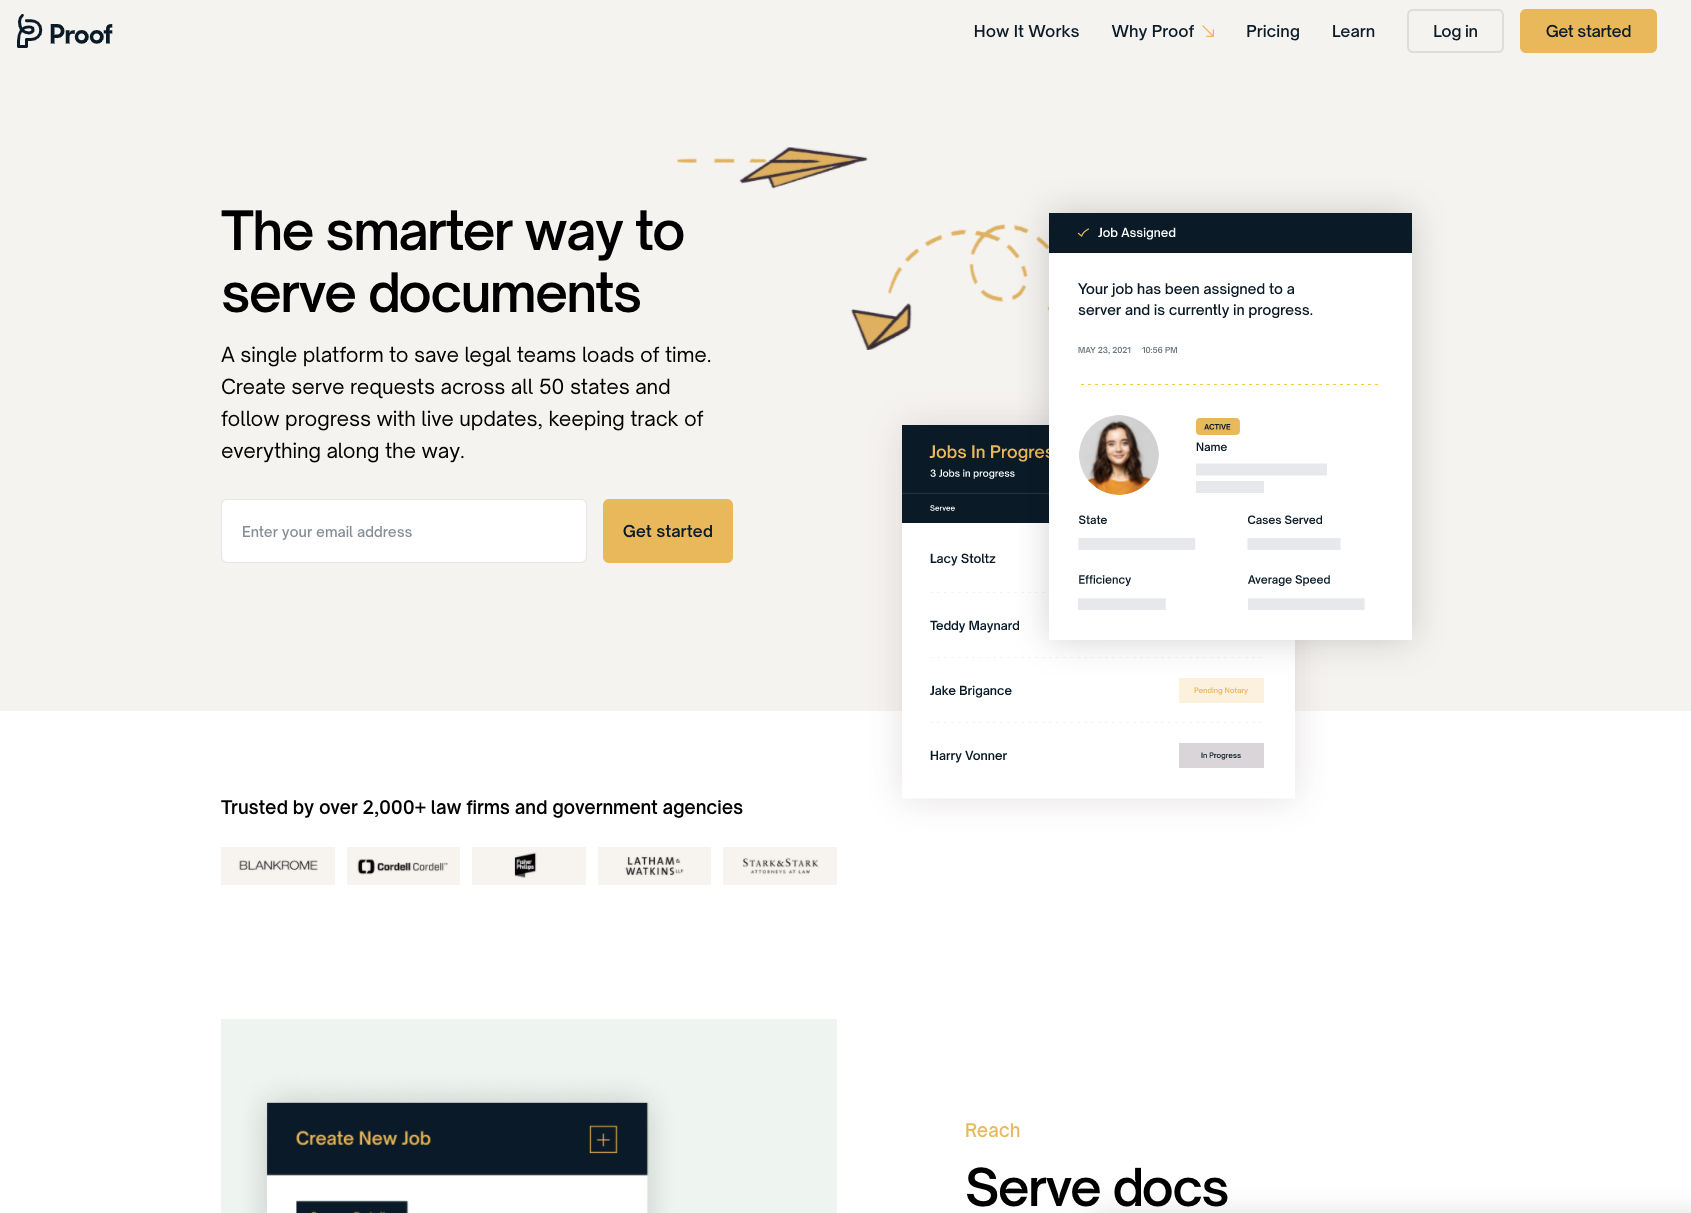 Proof
How It Works
Why Proof
Pricing
Learn
Log in
Get started
The smarter way to
serve documents
A single platform to save legal teams loads of time.
Create serve requests across all 50 states and
follow progress with live updates, keeping track of
everything along the way.
Enter your email address
Get started
Job Assigned
Your job has been assigned to a
server and is currently in progress.
MAY 23, 2021 10:56 PM
ACTIVE
Name
State
Cases Served
Efficiency
Average Speed
Jobs In Progres
3 Jobs in progress
Servee
Lacy Stoltz
Teddy Maynard
Jake Brigance
Pending Notary
Harry Vonner
In Progress
Trusted by over 2,000+ law firms and government agencies
BLANKROME
Cordell Cordell
Fisher
Phillips
LATHAM&
WATKINS LLP
STARK & STARK
ATTORNEYS AT LAW
Create New Job
Reach
Serve docs